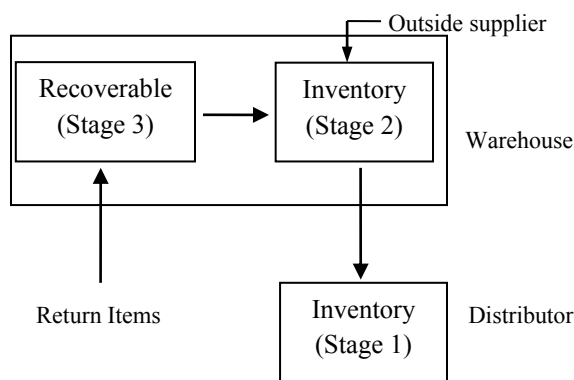 Outside supplier
Recoverable
(Stage 3)
Inventory
(Stage 2)
Warehouse
Return Items
Inventory
(Stage 1)
Distributor